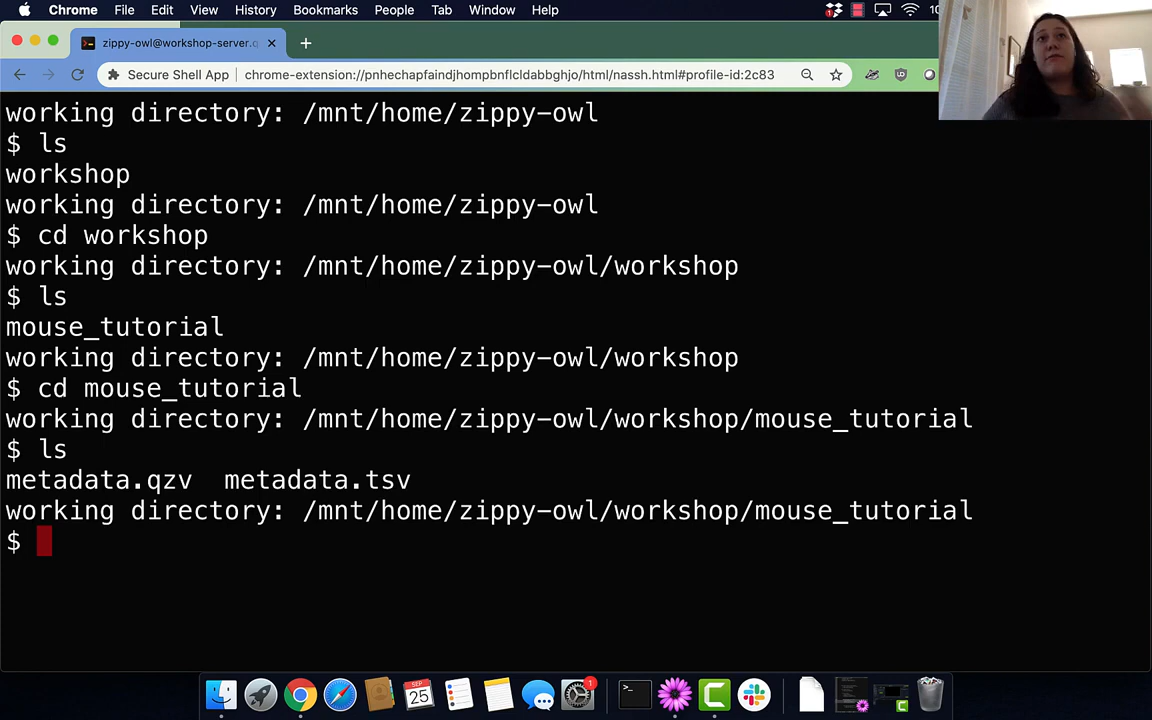 Chrome File Edit View History Bookmarks People Tab Window Help
zippy-owl@workshop-server.q
Secure Shell App chrome-extension://pnhechapfaindjhompbnflcldabbghjo/html/nassh.html#profile-id:2c83
working directory: /mnt/home/zippy-owl
$ ls
workshop
working directory: /mnt/home/zippy-owl
$ cd workshop
working directory: /mnt/home/zippy-owl/workshop
$ ls
mouse_tutorial
working directory: /mnt/home/zippy-owl/workshop
$ cd mouse_tutorial
working directory: /mnt/home/zippy-owl/workshop/mouse_tutorial
$ ls
metadata.qzv metadata.tsv
working directory: /mnt/home/zippy-owl/workshop/mouse_tutorial
$
SEP
25
1